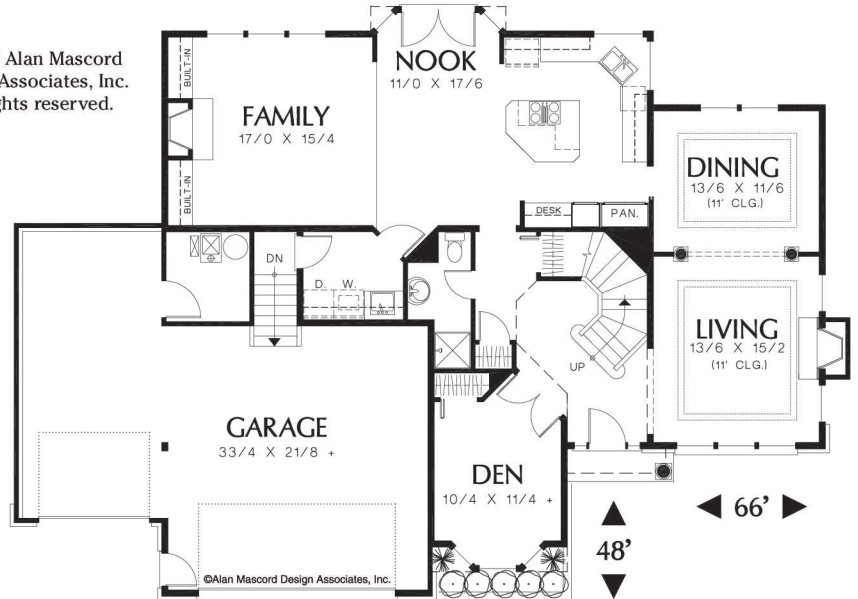 Alan Mascord
Associates, Inc.
ghts reserved.
BUILT-IN
FAMILY
17/0 X 15/4
BUILT-IN
NOOK
11/0 X 17/6
DESK
PAN.
DINING
13/6 X 11/6
(11' CLG.)
DN
D. W.
LIVING
13/6 X 15/2
(11' CLG.)
UP
GARAGE
33/4 X 21/8 +
DEN
10/4 X 11/4 +
66'
48'
©Alan Mascord Design Associates, Inc.